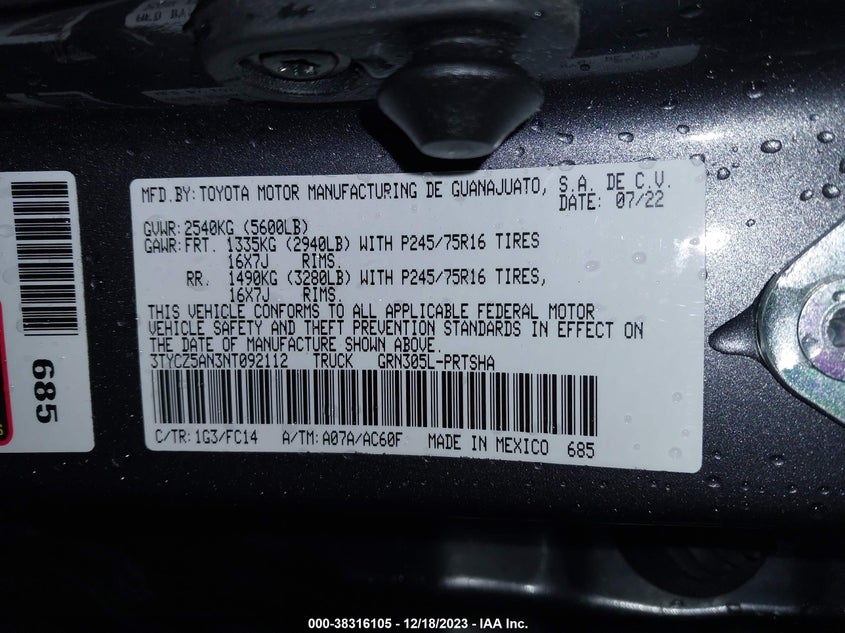 MFD.BY:TOYOTA MOTOR MANUFACTURING DE GUANAJUATO, S.A. DE C.V.
DATE: 07/22
GVWR:2540KG (5600LB)
GAWR:FRT. 1335KG (2940LB) WITH P245/75R16 TIRES
16X7J RIMS.
RR. 1490KG (3280LB) WITH P245/75R16 TIRES,
16X7J RIMS.
THIS VEHICLE CONFORMS TO ALL APPLICABLE FEDERAL MOTOR
VEHICLE SAFETY AND THEFT PREVENTION STANDARDS IN EFFECT ON
THE DATE OF MANUFACTURE SHOWN ABOVE.
3TYCZ5AN3NT092112 TRUCK GRN305L-PRTSHA
C/TR:1G3/FC14 A/TM:A07A/AC60F MADE IN MEXICO 685
685
000-38316105 - 12/18/2023 - IAA Inc.